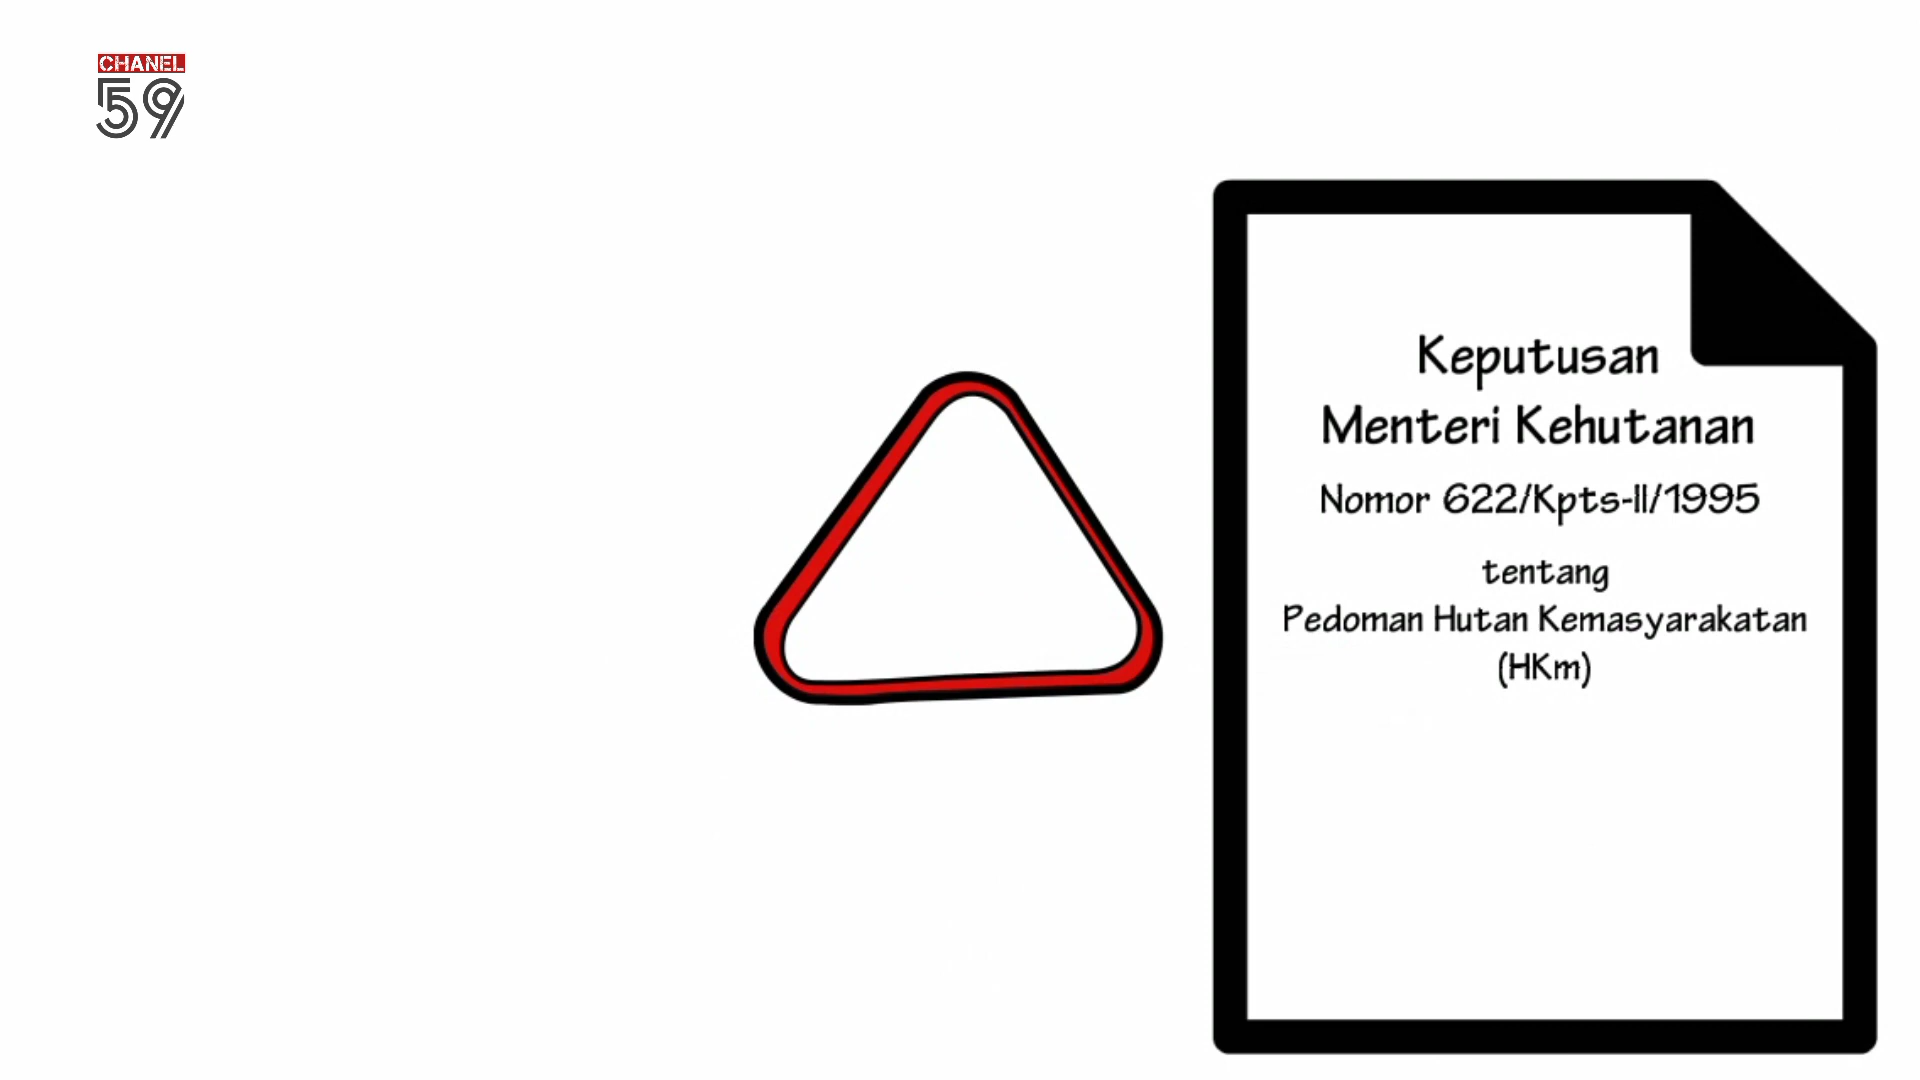 CHANEL
59
Keputusan
Menteri Kehutanan
Nomor 622/Kpts-II/1995
tentang
Pedoman Hutan Kemasyarakatan
(HKm)